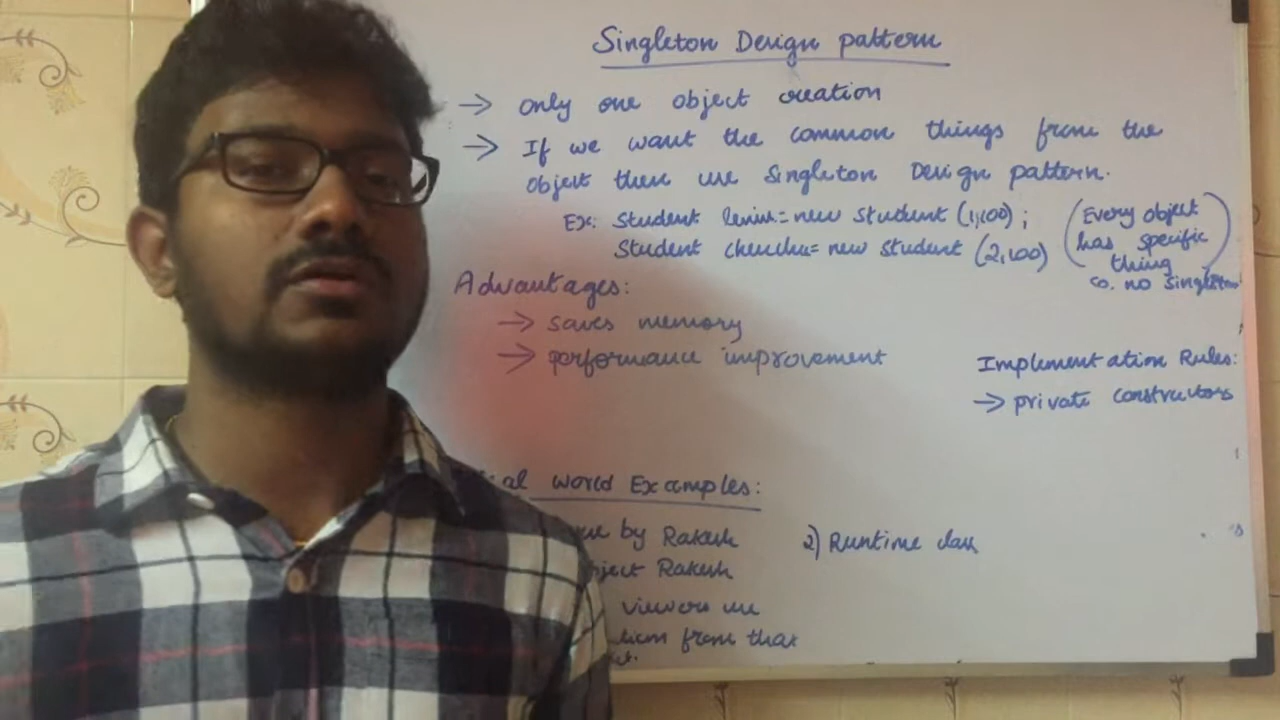 Singleton Design pattern
→ only one object creation
→ If we want the common things from the
object then use Singleton Design pattern.
Ex: Student = new student (1,100) ;
Student chenchu = new student (2,100)
(Every object
has specific
thing)
so. no singleton
Advantages:
→ saves memory
→ performance improvement
Implementation Rules:
→ private constructors
World Examples:
by Rakesh
2) Runtime class
Rakesh
viewers use
from that